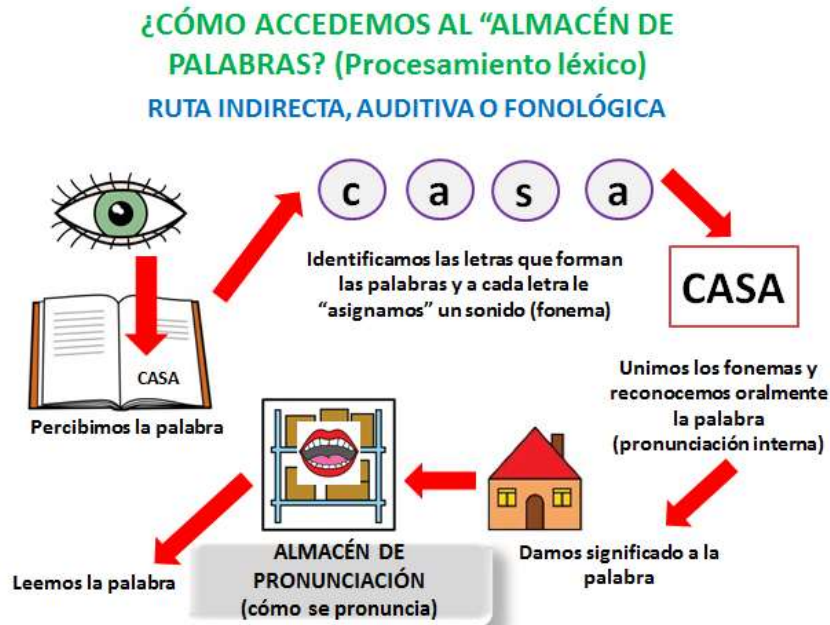 ¿CÓMO ACCEDEMOS AL “ALMACÉN DE
PALABRAS? (Procesamiento léxico)
RUTA INDIRECTA, AUDITIVA O FONOLÓGICA
c a s a
Identificamos las letras que forman
las palabras y a cada letra le
“asignamos” un sonido (fonema)
CASA
CASA
Percibimos la palabra
Unimos los fonemas y
reconocemos oralmente
la palabra
(pronunciación interna)
Damos significado a la
palabra
ALMACÉN DE
PRONUNCIACIÓN
(cómo se pronuncia)
Leemos la palabra